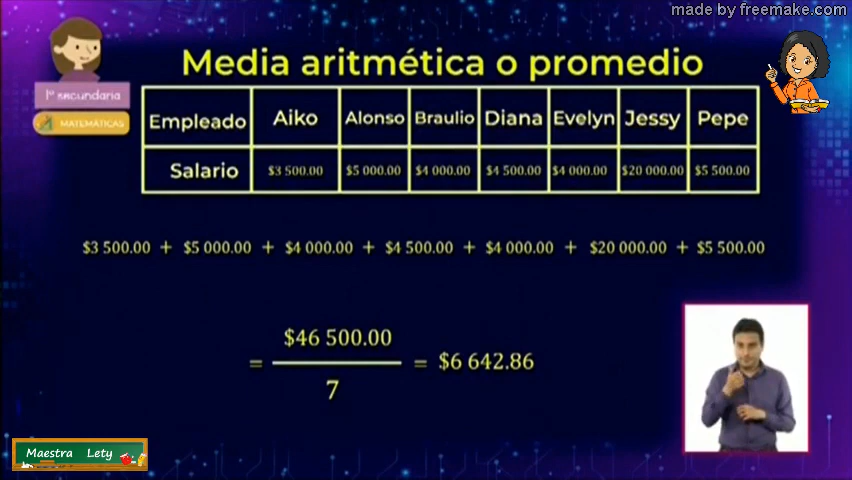 made by freemake.com
Media aritmética o promedio
1º secundaria
MATEMÁTICAS
Empleado Aiko Alonso Braulio Diana Evelyn Jessy Pepe
Salario $3 500.00 $5 000.00 $4 000.00 $4 500.00 $4 000.00 $20 000.00 $5 500.00
$3 500.00 + $5 000.00 + $4 000.00 + $4 500.00 + $4 000.00 + $20 000.00 + $5 500.00
$46 500.00
= = $6 642.86
7
Maestra Lety